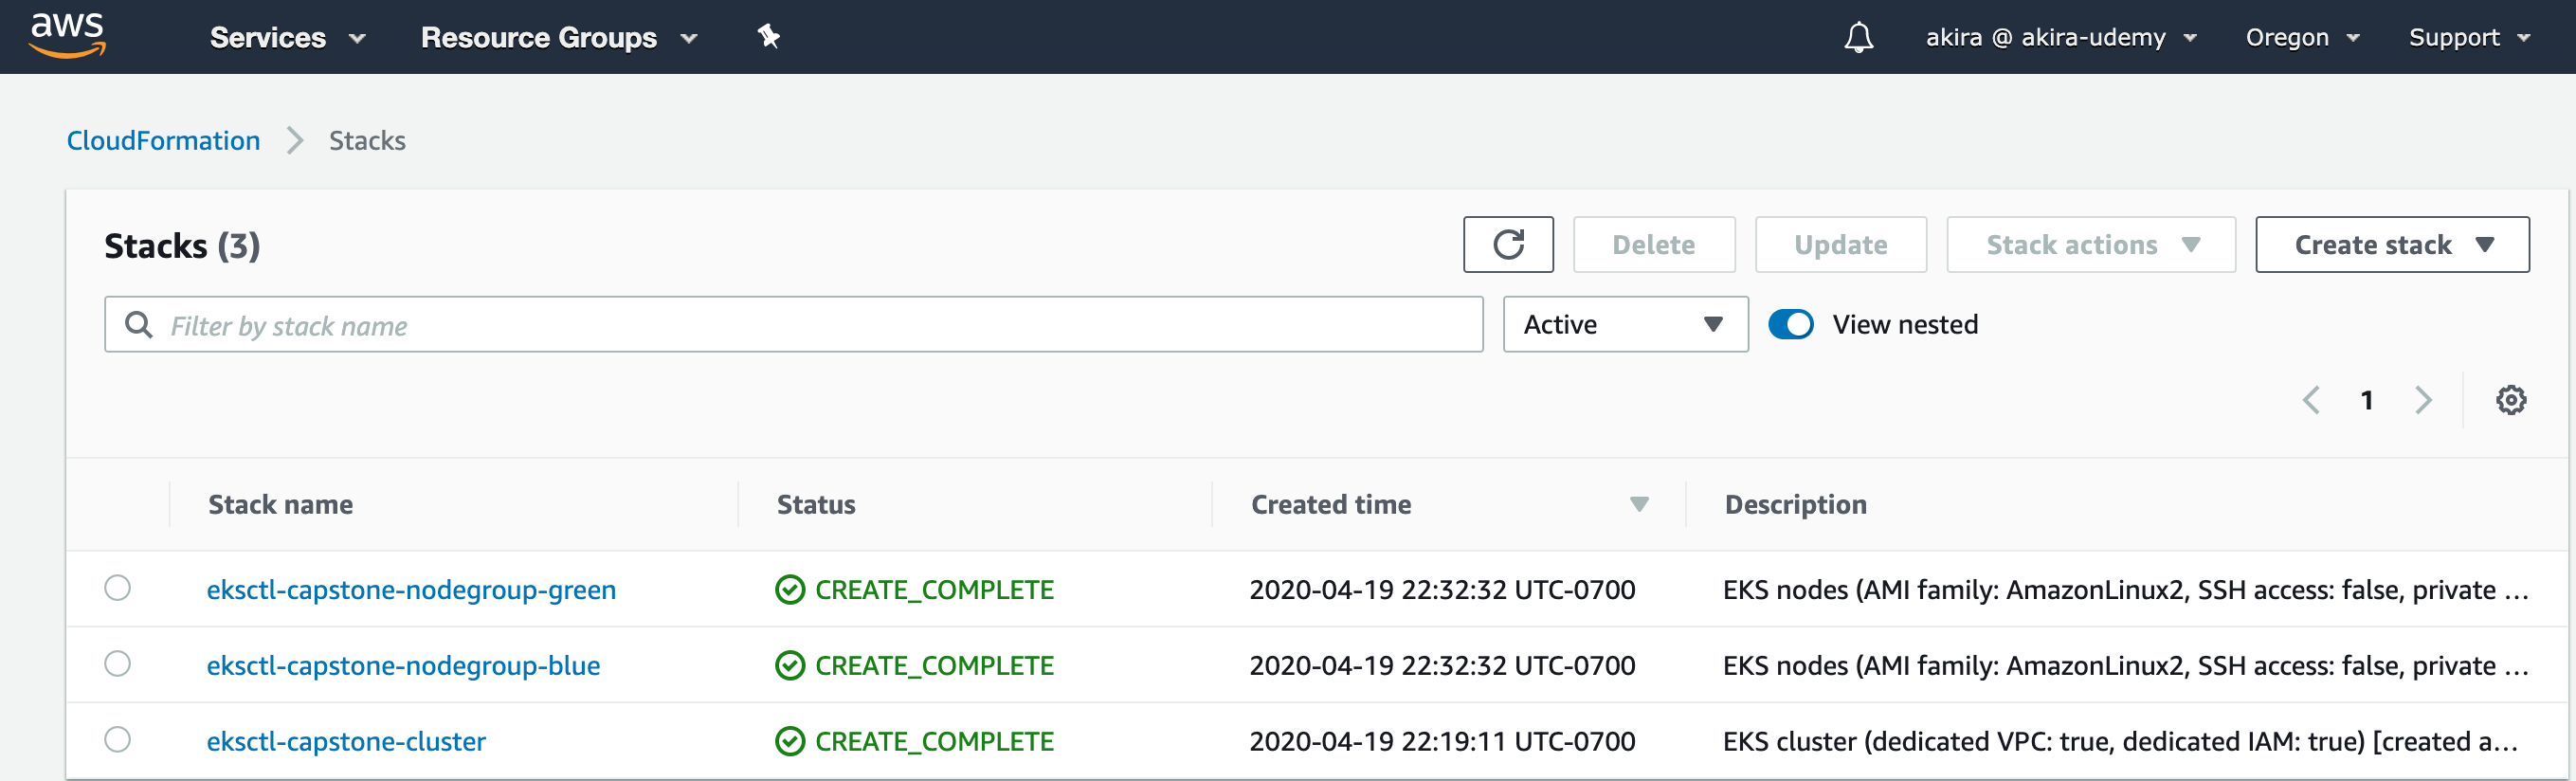 aws Services Resource Groups akira @ akira-udemy Oregon Support
CloudFormation Stacks
Stacks (3) Delete Update Stack actions Create stack
Filter by stack name Active View nested
1
Stack name Status Created time Description
eksctl-capstone-nodegroup-green CREATE_COMPLETE 2020-04-19 22:32:32 UTC-0700 EKS nodes (AMI family: AmazonLinux2, SSH access: false, private ...
eksctl-capstone-nodegroup-blue CREATE_COMPLETE 2020-04-19 22:32:32 UTC-0700 EKS nodes (AMI family: AmazonLinux2, SSH access: false, private ...
eksctl-capstone-cluster CREATE_COMPLETE 2020-04-19 22:19:11 UTC-0700 EKS cluster (dedicated VPC: true, dedicated IAM: true) [created a...